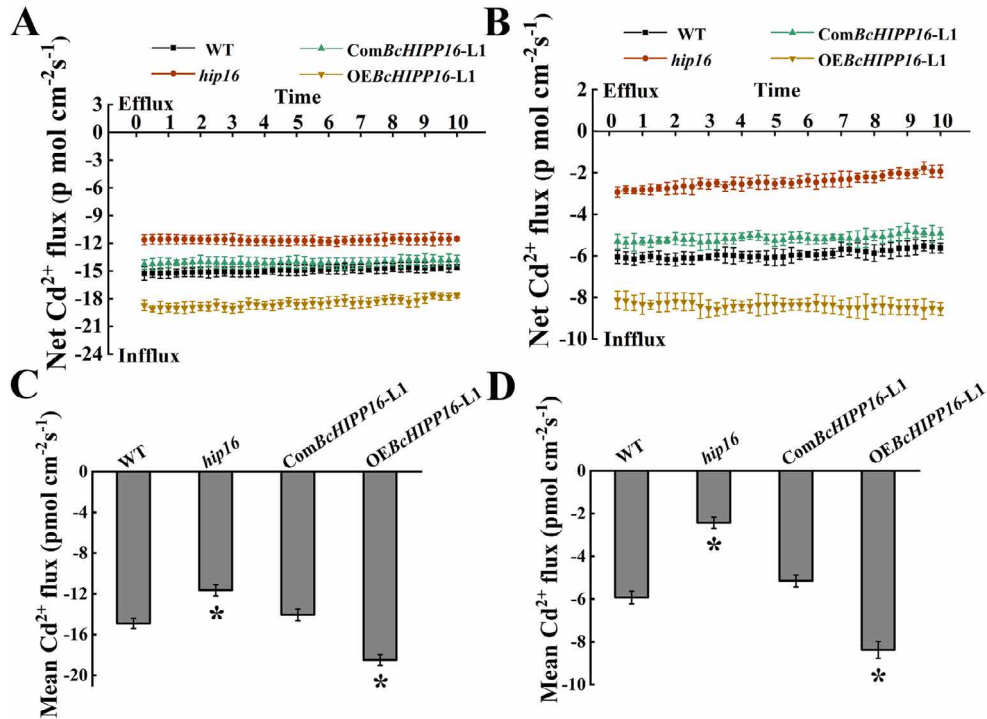 A
WT
ComBcHIPP16-L1
hip16
OEBcHIPP16-L1
Net Cd2+ flux (p mol cm-2s-1)
Efflux
Time
3
0
-3
-6
-9
-12
-15
-18
-21
-24
0 1 2 3 4 5 6 7 8 9 10
Infflux
B
WT
ComBcHIPP16-L1
hip16
OEBcHIPP16-L1
Net Cd2+ flux (p mol cm-2s-1)
Efflux
Time
2
0
-2
-4
-6
-8
-10
0 1 2 3 4 5 6 7 8 9 10
Infflux
C
Mean Cd2+ flux (pmol cm-2s-1)
WT
hip16
ComBcHIPP16-L1
OEBcHIPP16-L1
0
-4
-8
-12
-16
-20
*
*
D
Mean Cd2+ flux (pmol cm-2s-1)
WT
hip16
ComBcHIPP16-L1
OEBcHIPP16-L1
0
-2
-4
-6
-8
-10
*
*